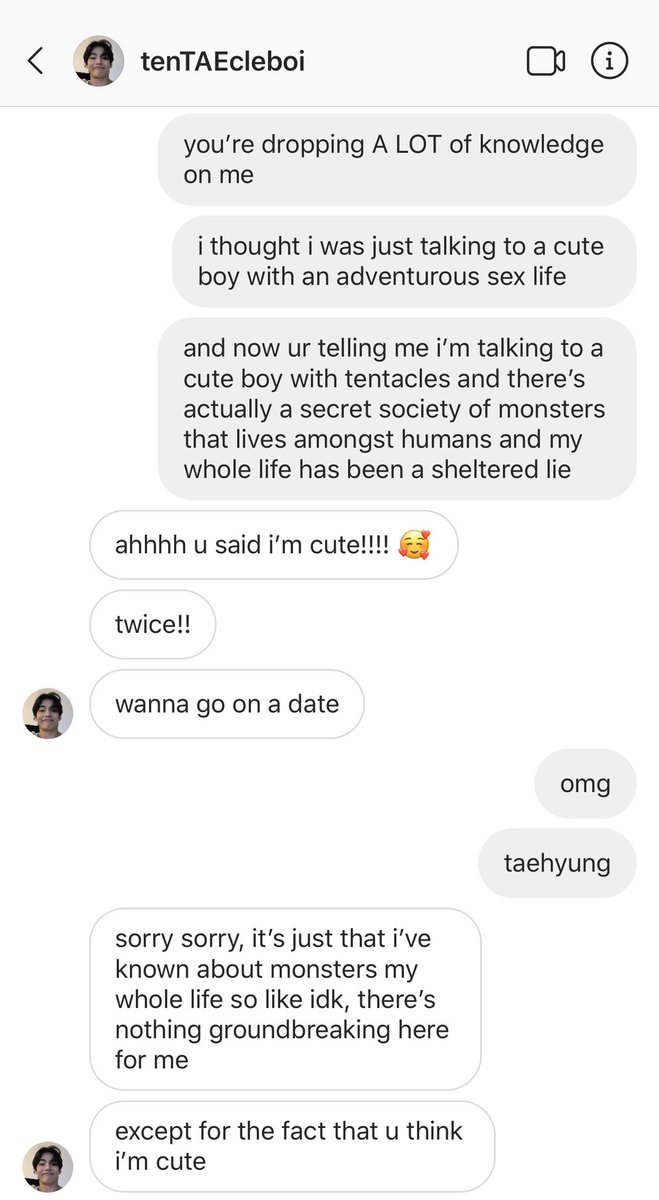 tenTAEcleboi
you’re dropping A LOT of knowledge
on me
i thought i was just talking to a cute
boy with an adventurous sex life
and now ur telling me i’m talking to a
cute boy with tentacles and there’s
actually a secret society of monsters
that lives amongst humans and my
whole life has been a sheltered lie
ahhhh u said i’m cute!!!! 🥰
twice!!
wanna go on a date
omg
taehyung
sorry sorry, it’s just that i’ve
known about monsters my
whole life so like idk, there’s
nothing groundbreaking here
for me
except for the fact that u think
i’m cute